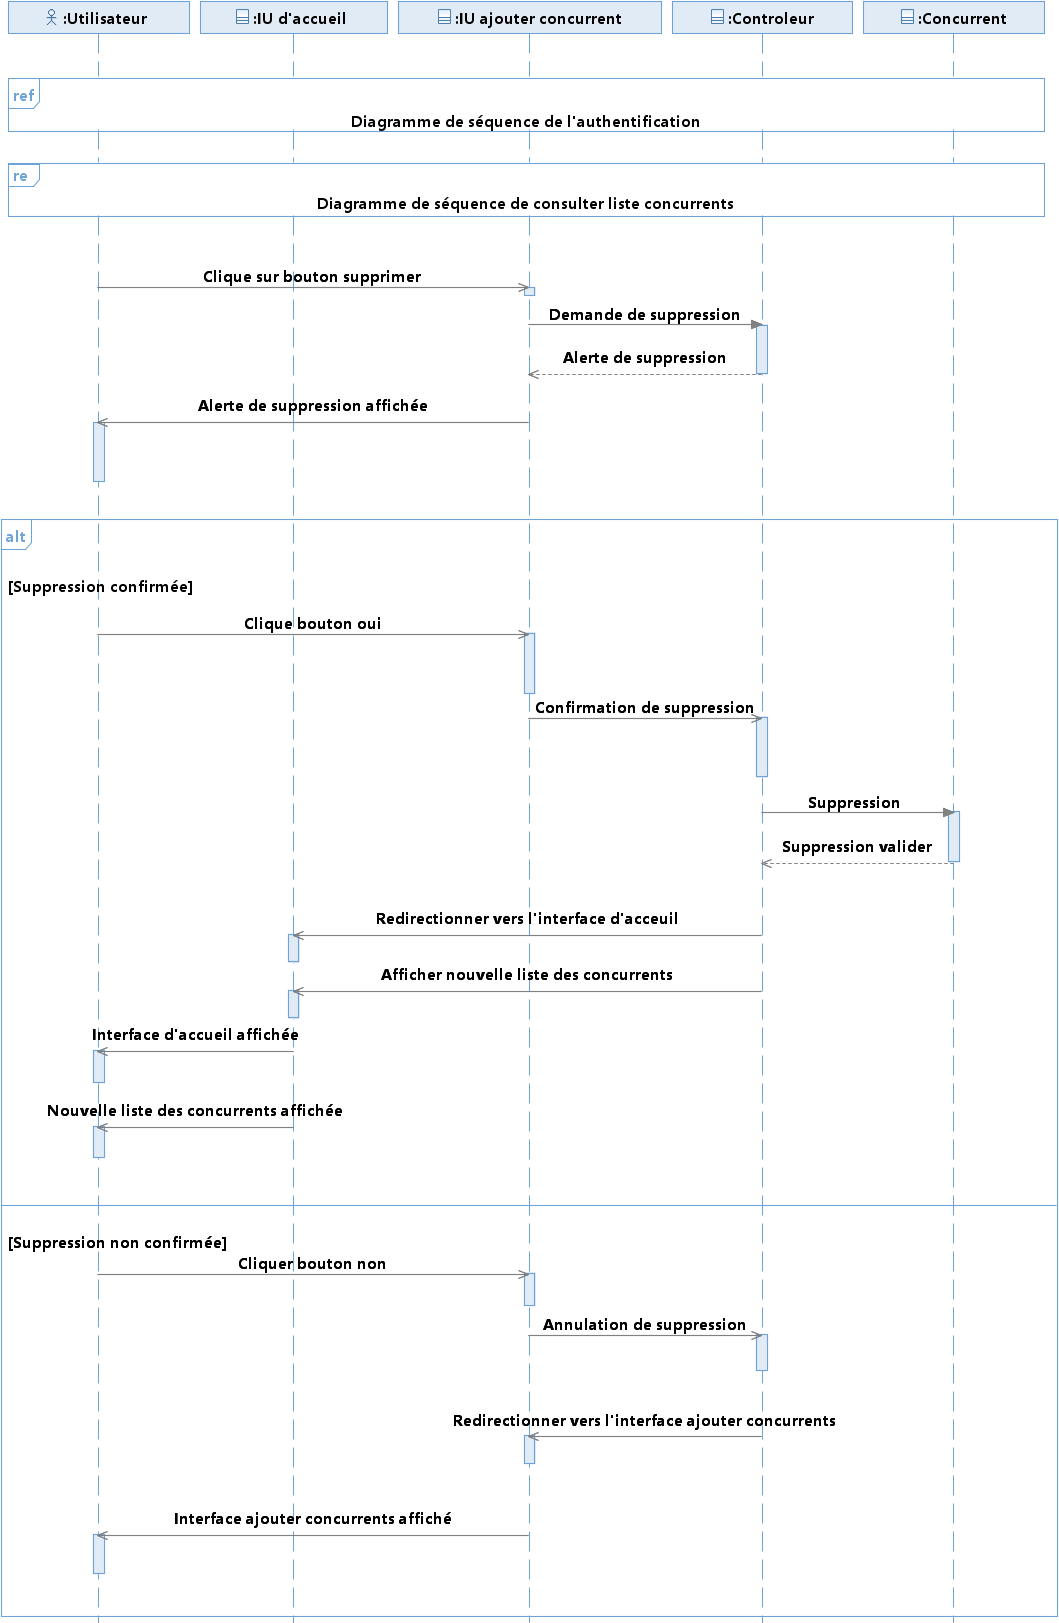 :Utilisateur :IU d'accueil :IU ajouter concurrent :Controleur :Concurrent
ref
Diagramme de séquence de l'authentification
re
Diagramme de séquence de consulter liste concurrents
Clique sur bouton supprimer
Demande de suppression
Alerte de suppression
Alerte de suppression affichée
alt
[Suppression confirmée]
Clique bouton oui
Confirmation de suppression
Suppression
Suppression valider
Redirectionner vers l'interface d'acceuil
Afficher nouvelle liste des concurrents
Interface d'accueil affichée
Nouvelle liste des concurrents affichée
[Suppression non confirmée]
Cliquer bouton non
Annulation de suppression
Redirectionner vers l'interface ajouter concurrents
Interface ajouter concurrents affiché